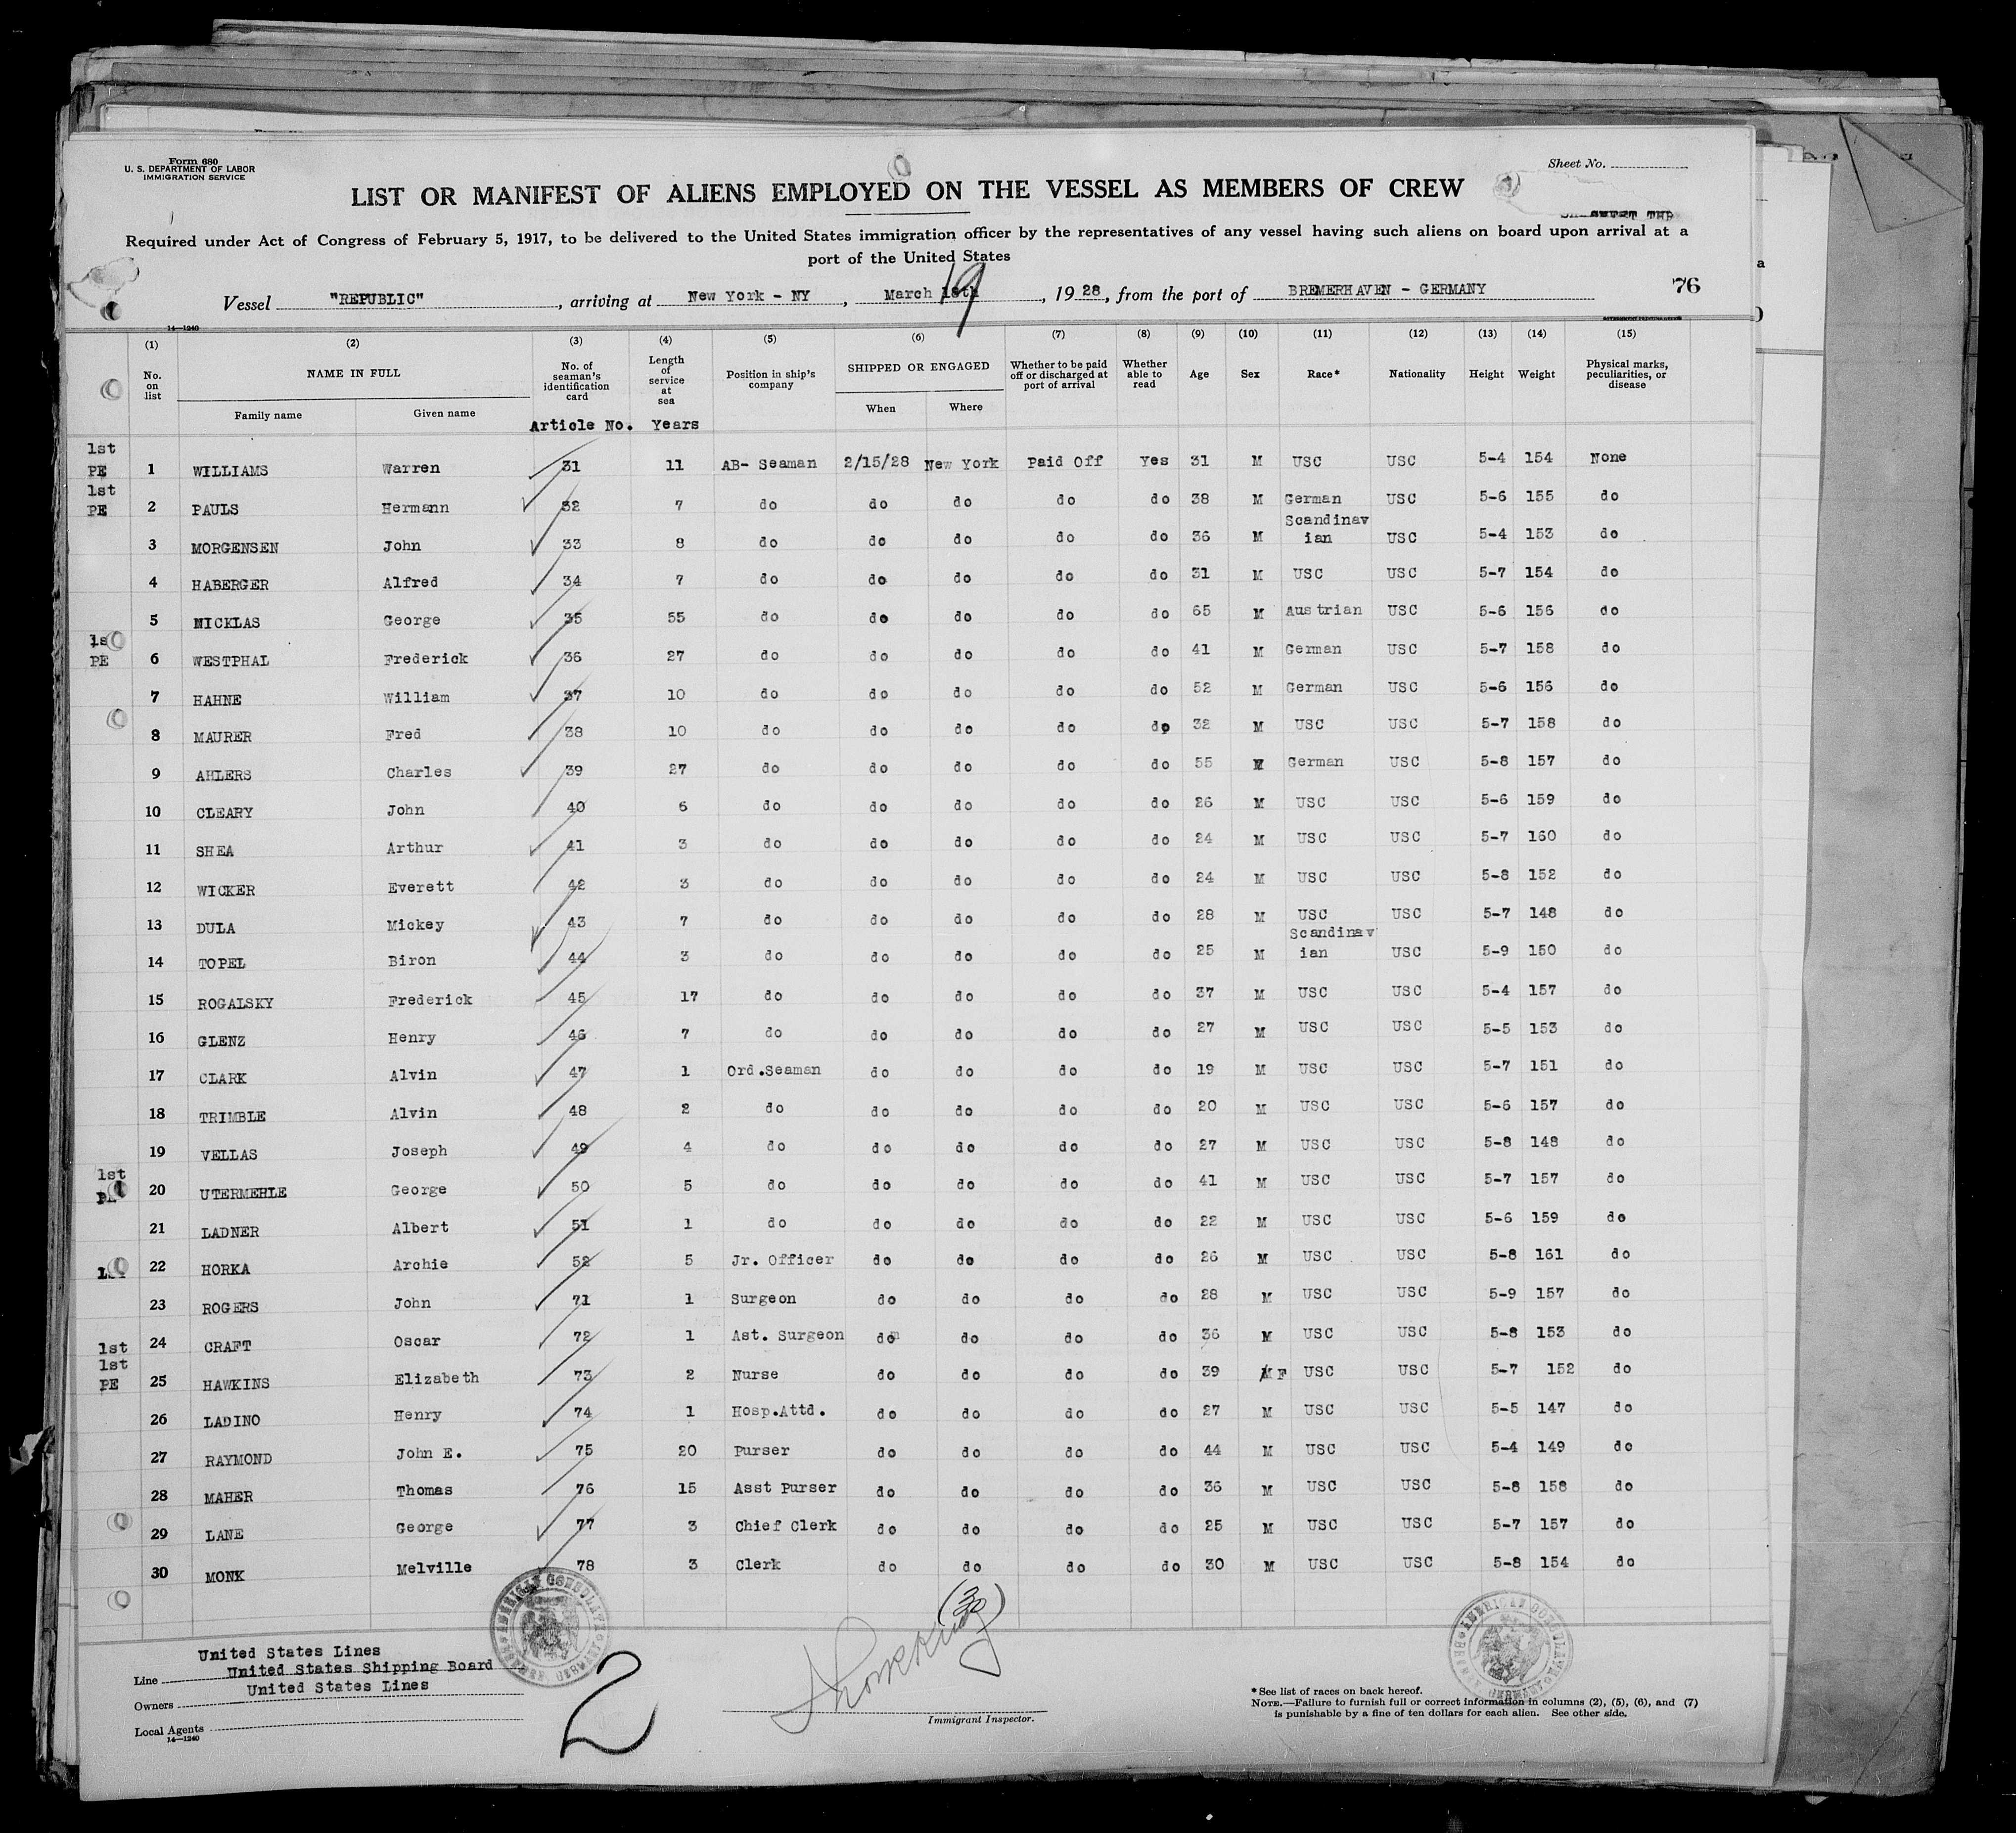 Form 680
U. S. DEPARTMENT OF LABOR
IMMIGRATION SERVICE
Sheet No.
LIST OR MANIFEST OF ALIENS EMPLOYED ON THE VESSEL AS MEMBERS OF CREW
Required under Act of Congress of February 5, 1917, to be delivered to the United States immigration officer by the representatives of any vessel having such aliens on board upon arrival at a
port of the United States
Vessel "REPUBLIC", arriving at New York - NY, March 18th 19, 1928, from the port of BREMERHAVEN - GERMANY 76
14-1240
(1) (2) (3) (4) (5) (6) (7) (8) (9) (10) (11) (12) (13) (14) (15)
No. on list NAME IN FULL No. of seaman's identification card Length of service at sea Position in ship's company SHIPPED OR ENGAGED Whether to be paid off or discharged at port of arrival Whether able to read Age Sex Race* Nationality Height Weight Physical marks, peculiarities, or disease
Family name Given name When Where
Article No. Years
1st
PE 1 WILLIAMS Warren 31 11 AB- Seaman 2/15/28 New York Paid Off Yes 31 M USC USC 5-4 154 None
1st
PE 2 PAULS Hermann 32 7 do do do do do 38 M German USC 5-6 155 do
3 MORGENSEN John 33 8 do do do do do 36 M Scandinavian USC 5-4 153 do
4 HABERGER Alfred 34 7 do do do do do 31 M USC USC 5-7 154 do
5 NICKLAS George 35 55 do do do do do 65 M Austrian USC 5-6 156 do
PE 6 WESTPHAL Frederick 36 27 do do do do do 41 M German USC 5-7 158 do
7 HAHNE William 37 10 do do do do do 52 M German USC 5-6 156 do
8 MAURER Fred 38 10 do do do do do 32 M USC USC 5-7 158 do
9 AHLERS Charles 39 27 do do do do do 55 M German USC 5-8 157 do
10 CLEARY John 40 6 do do do do do 26 M USC USC 5-6 159 do
11 SHEA Arthur 41 3 do do do do do 24 M USC USC 5-7 160 do
12 WICKER Everett 42 3 do do do do do 24 M USC USC 5-8 152 do
13 DULA Mickey 43 7 do do do do do 28 M USC USC 5-7 148 do
14 TOPEL Biron 44 3 do do do do do 25 M Scandinavian USC 5-9 150 do
15 ROGALSKY Frederick 45 17 do do do do do 37 M USC USC 5-4 157 do
16 GLENZ Henry 46 7 do do do do do 27 M USC USC 5-5 153 do
17 CLARK Alvin 47 1 Ord.Seaman do do do do 19 M USC USC 5-7 151 do
18 TRIMBLE Alvin 48 2 do do do do do 20 M USC USC 5-6 157 do
19 VELLAS Joseph 49 4 do do do do do 27 M USC USC 5-8 148 do
1st
20 UTERMEHLE George 50 5 do do do do do 41 M USC USC 5-7 157 do
21 LADNER Albert 51 1 do do do do do 22 M USC USC 5-6 159 do
22 HORKA Archie 52 5 Jr. Officer do do do do 26 M USC USC 5-8 161 do
23 ROGERS John 71 1 Surgeon do do do do 28 M USC USC 5-9 157 do
1st 24 CRAFT Oscar 72 1 Ast. Surgeon do do do do 36 M USC USC 5-8 153 do
1st
PE 25 HAWKINS Elizabeth 73 2 Nurse do do do do 39 M F USC USC 5-7 152 do
26 LADINO Henry 74 1 Hosp.Attd. do do do do 27 M USC USC 5-5 147 do
27 RAYMOND John E. 75 20 Purser do do do do 44 M USC USC 5-4 149 do
28 MAHER Thomas 76 15 Asst Purser do do do do 36 M USC USC 5-8 158 do
29 LANE George 77 3 Chief Clerk do do do do 25 M USC USC 5-7 157 do
30 MONK Melville 78 3 Clerk do do do do 30 M USC USC 5-8 154 do
(30)
United States Lines
Line United States Shipping Board
Owners United States Lines
Local Agents
14-1240
2
Immigrant Inspector.
AMERICAN CONSULATE
AMERICAN CONSULATE
*See list of races on back hereof.
NOTE.—Failure to furnish full or correct information in columns (2), (5), (6), and (7)
is punishable by a fine of ten dollars for each alien. See other side.